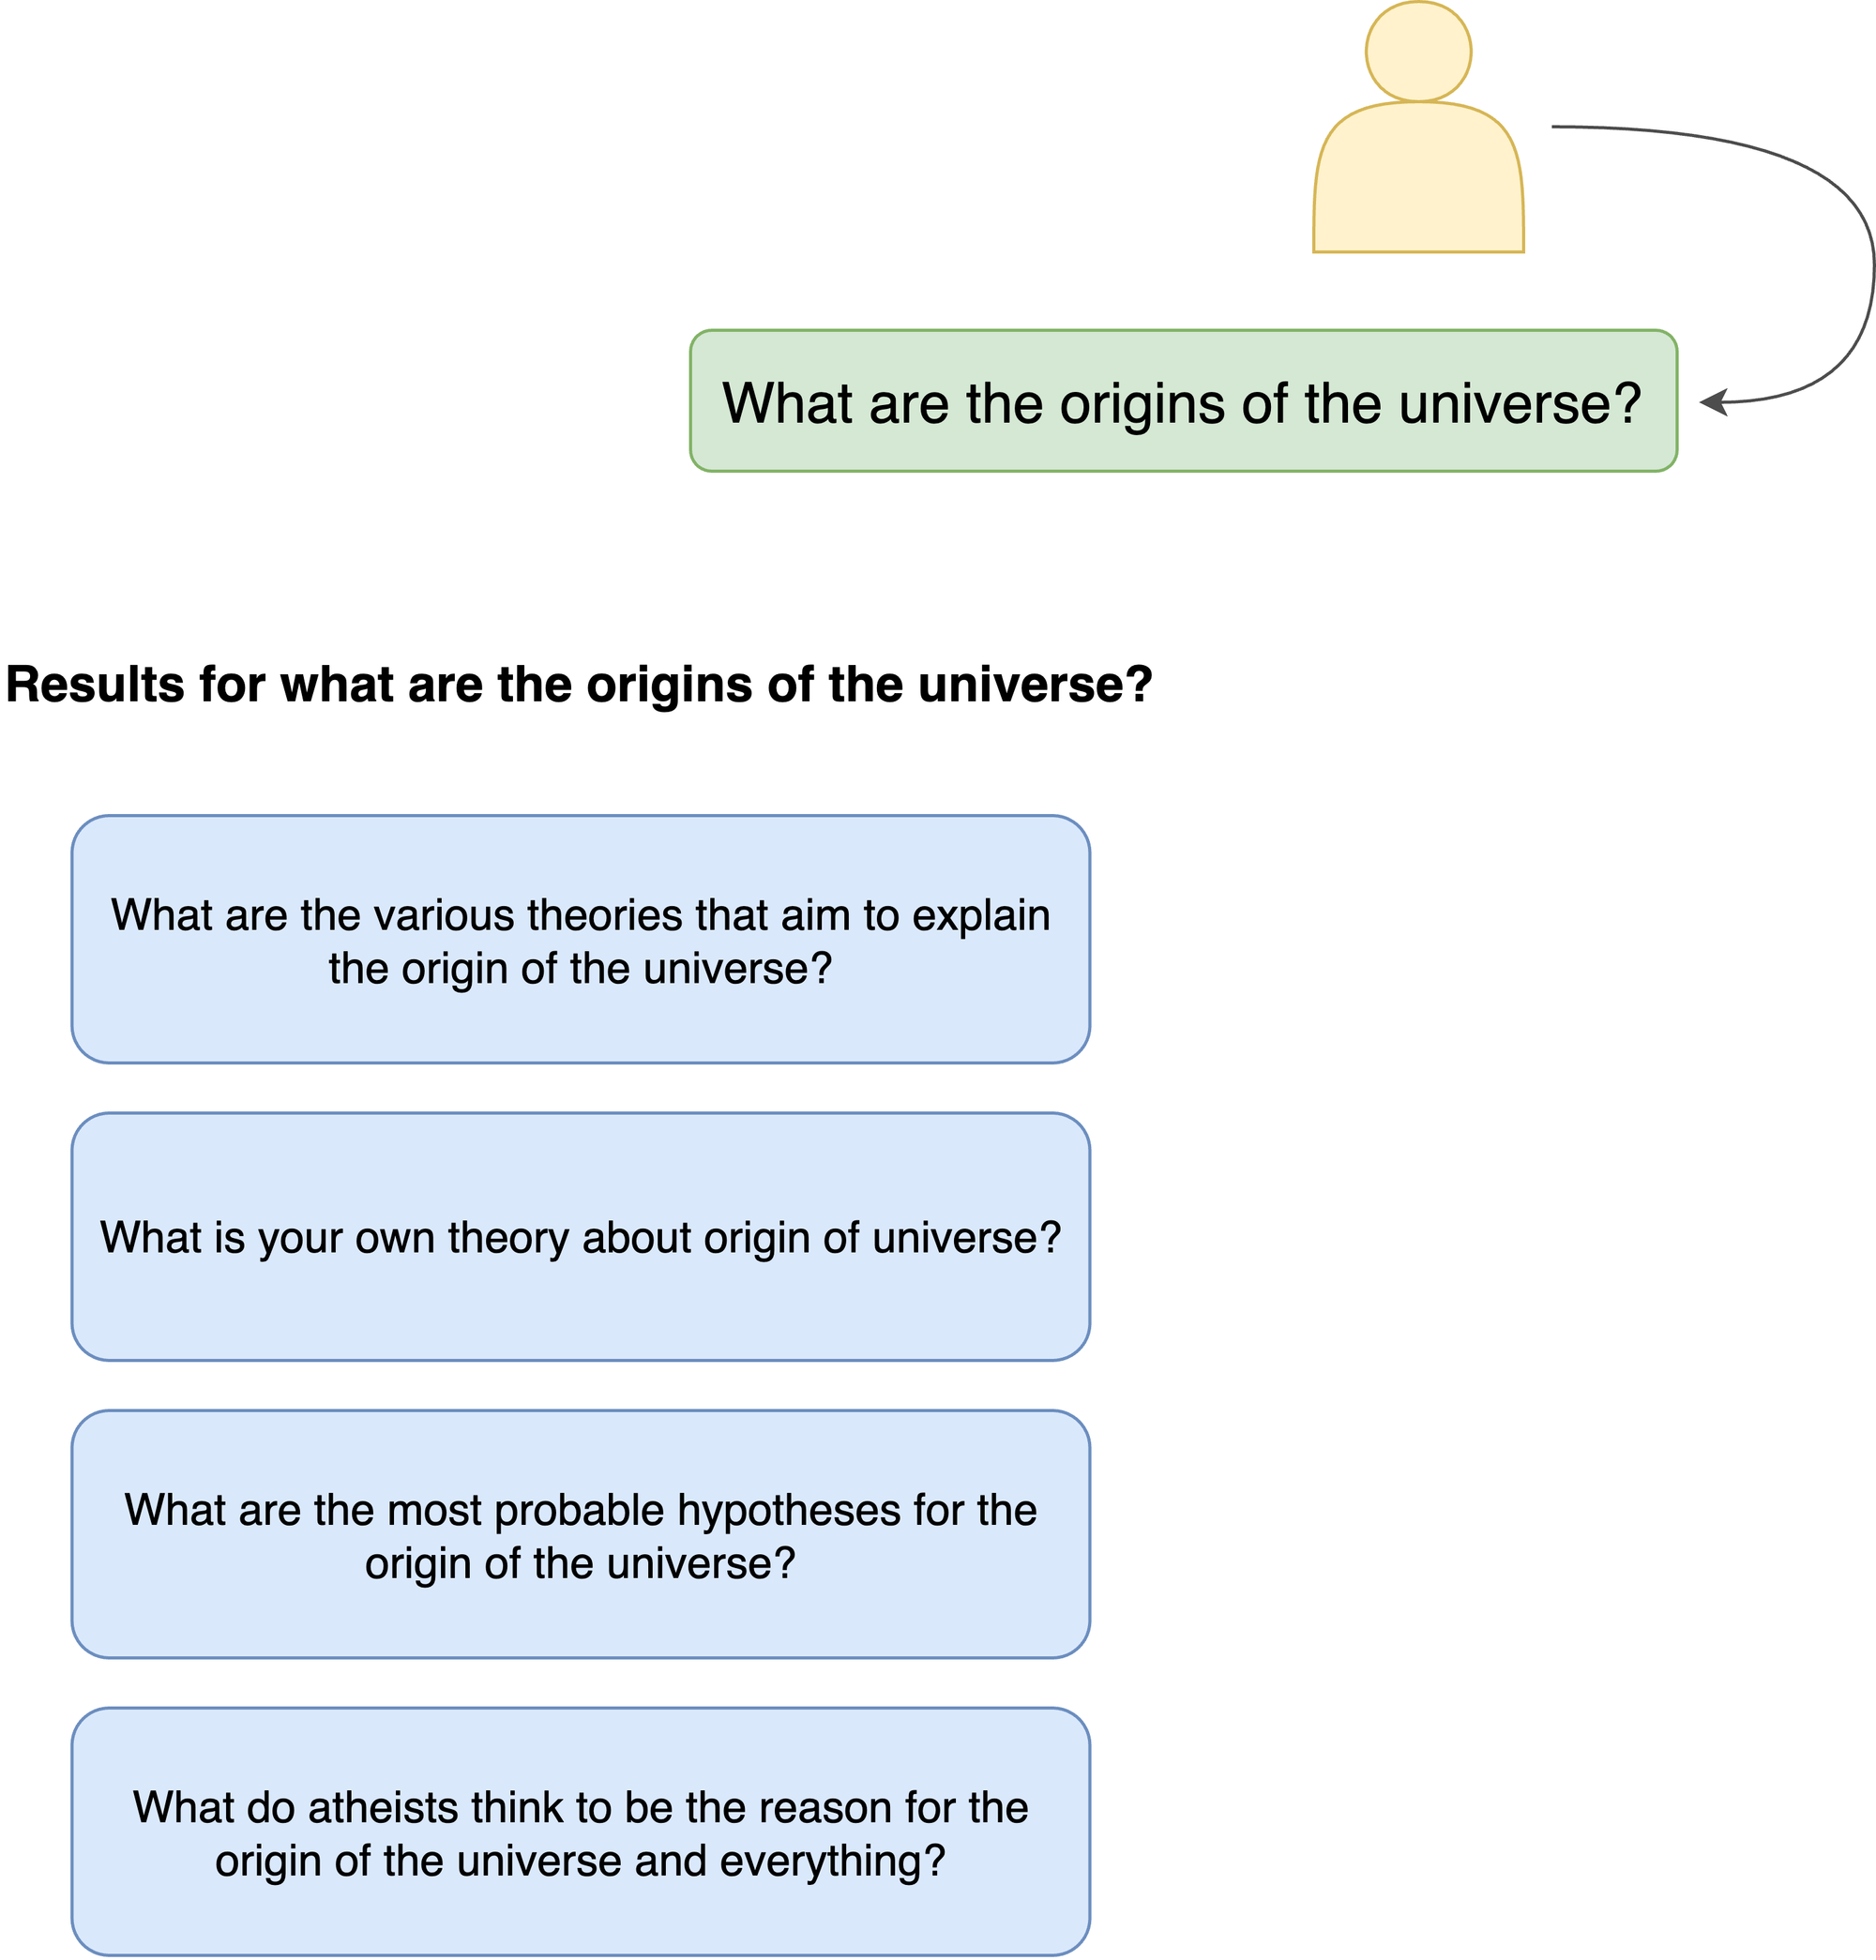 What are the origins of the universe?
Results for what are the origins of the universe?
What are the various theories that aim to explain
the origin of the universe?
What is your own theory about origin of universe?
What are the most probable hypotheses for the
origin of the universe?
What do atheists think to be the reason for the
origin of the universe and everything?